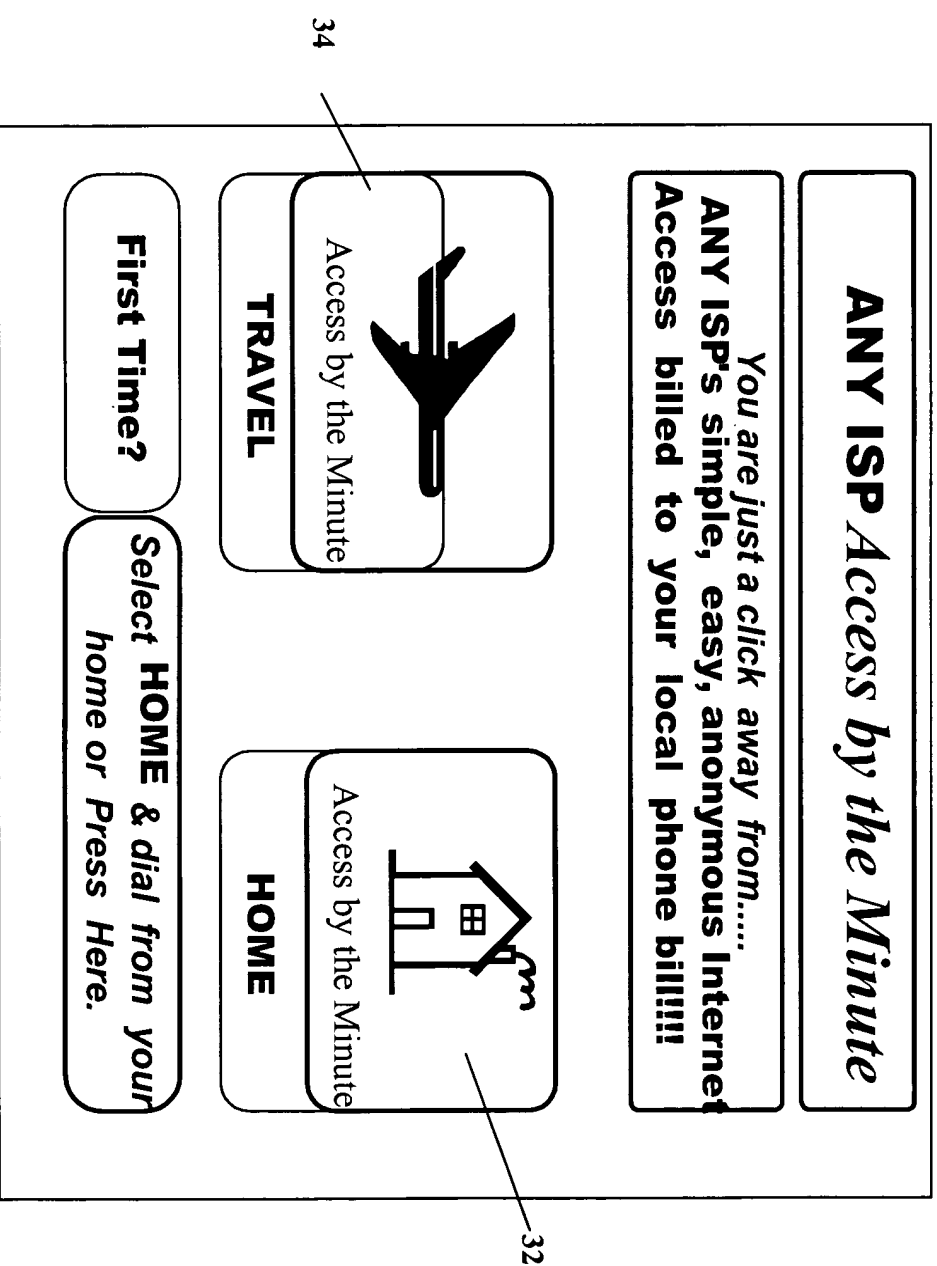 ANY ISP Access by the Minute
You are just a click away from.....
ANY ISP's simple, easy, anonymous Internet
Access billed to your local phone bill!!!!!
34
Access by the Minute
TRAVEL
Access by the Minute
HOME
32
First Time?
Select HOME & dial from your
home or Press Here.